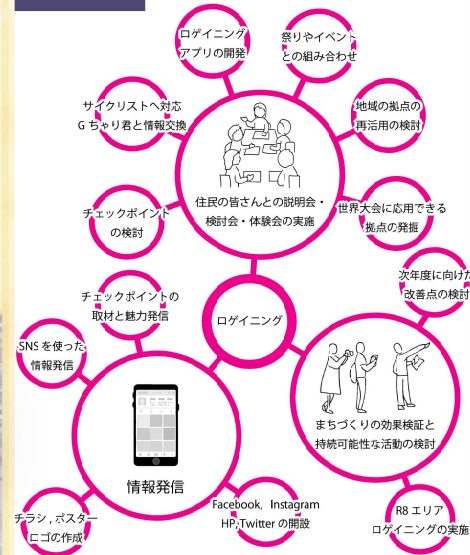 ロゲイニング
アプリの開発
祭りやイベント
との組み合わせ
サイクリストへ対応
Gちゃり君と情報交換
地域の拠点の
再活用の検討
住民の皆さんとの説明会・
検討会・体験会の実施
チェックポイント
の検討
世界大会に応用できる
拠点の発掘
次年度に向けた
改善点の検討
チェックポイントの
取材と魅力発信
ロゲイニング
SNSを使った
情報発信
まちづくりの効果検証と
持続可能性な活動の検討
情報発信
チラシ,ポスター
ロゴの作成
Facebook, Instagram
HP,Twitterの開設
R8エリア
ロゲイニングの実施